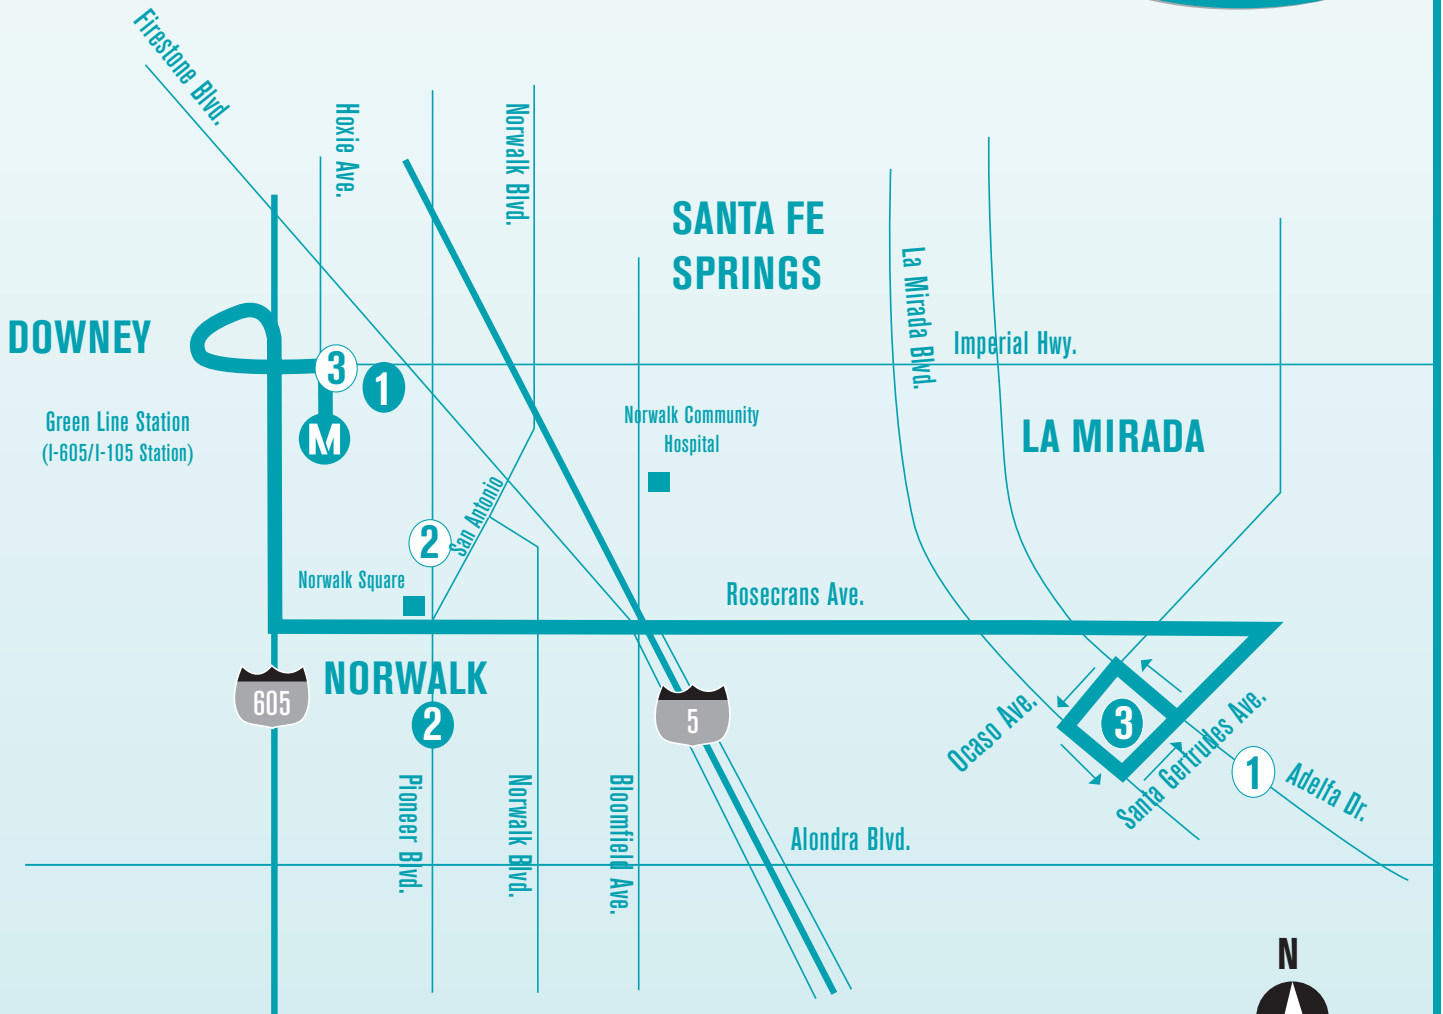 Firestone Blvd.
Hoxie Ave.
Norwalk Blvd.
SANTA FE
SPRINGS
La Mirada Blvd.
DOWNEY
Imperial Hwy.
3
1
Green Line Station
(I-605/I-105 Station)
M
Norwalk Community
Hospital
LA MIRADA
2
San Antonio
Norwalk Square
Rosecrans Ave.
605
NORWALK
2
5
Ocaso Ave.
3
Santa Gertrudes Ave.
1
Adelfa Dr.
Pioneer Blvd.
Norwalk Blvd.
Bloomfield Ave.
Alondra Blvd.
N